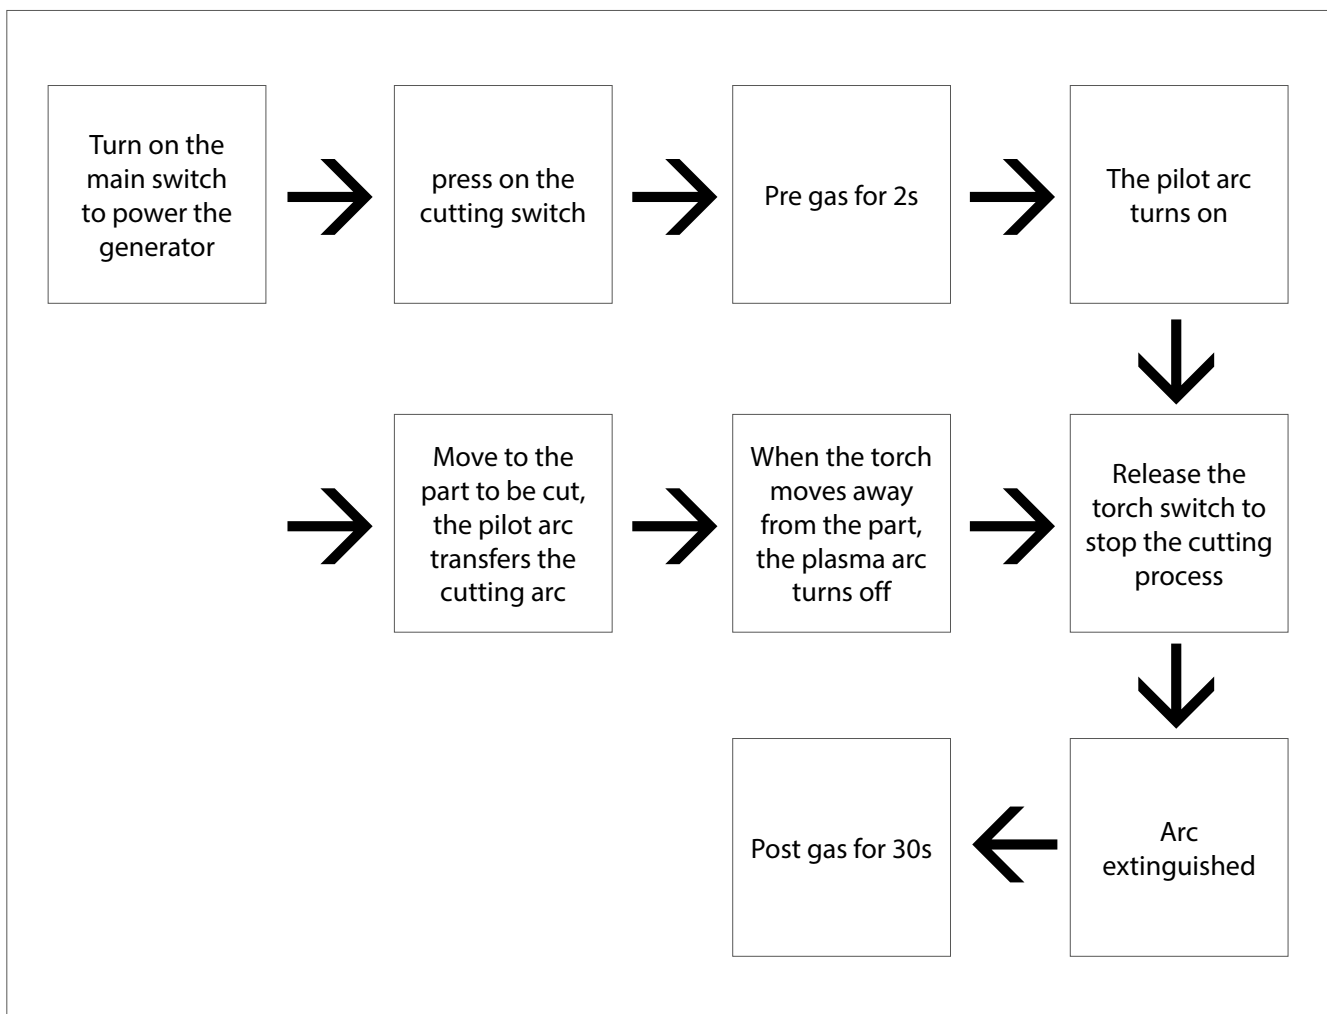 Turn on the
main switch
to power the
generator
press on the
cutting switch
Pre gas for 2s
The pilot arc
turns on
Move to the
part to be cut,
the pilot arc
transfers the
cutting arc
When the torch
moves away
from the part,
the plasma arc
turns off
Release the
torch switch to
stop the cutting
process
Post gas for 30s
Arc
extinguished